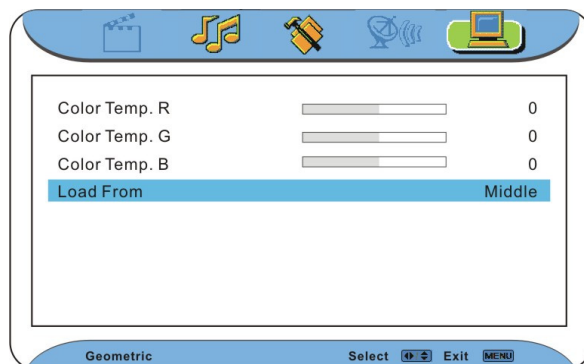 Color Temp. R 0
Color Temp. G 0
Color Temp. B 0
Load From Middle
Geometric Select Exit MENU